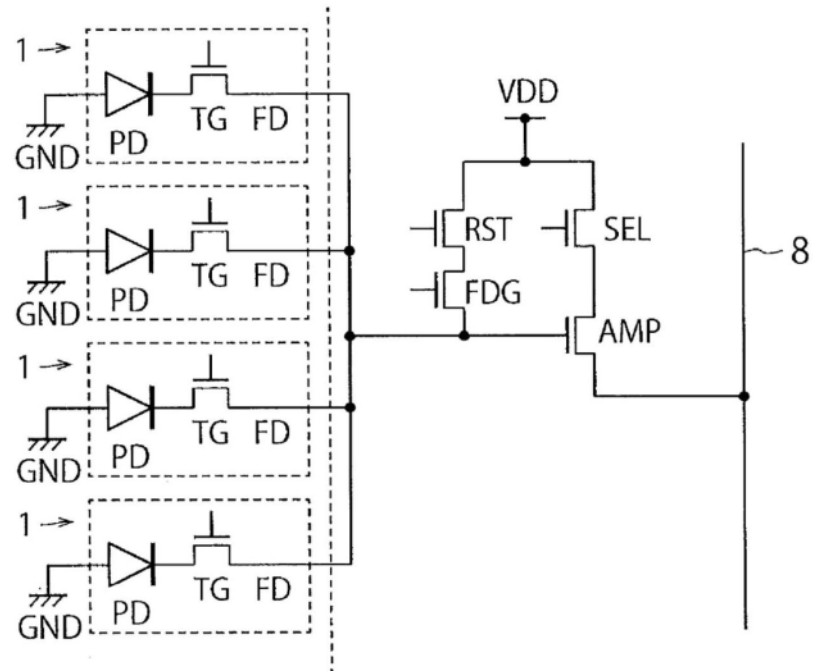 1
PD
TG
FD
GND
1
PD
TG
FD
GND
1
PD
TG
FD
GND
1
PD
TG
FD
GND
VDD
RST
SEL
FDG
AMP
8